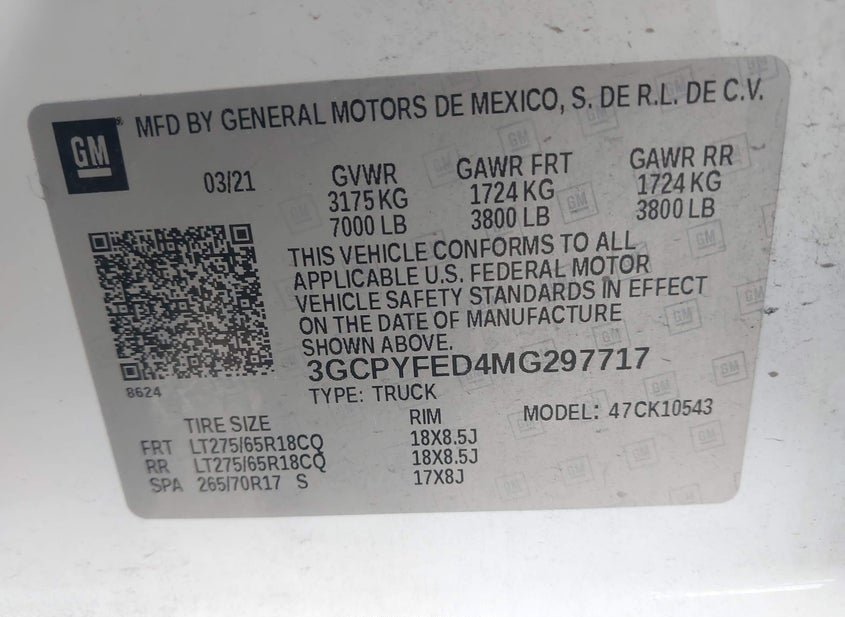 GM
MFD BY GENERAL MOTORS DE MEXICO, S. DE R.L. DE C.V.
03/21
GVWR
3175 KG
7000 LB
GAWR FRT
1724 KG
3800 LB
GAWR RR
1724 KG
3800 LB
THIS VEHICLE CONFORMS TO ALL
APPLICABLE U.S. FEDERAL MOTOR
VEHICLE SAFETY STANDARDS IN EFFECT
ON THE DATE OF MANUFACTURE
SHOWN ABOVE.
3GCPYFED4MG297717
8624
TYPE: TRUCK
MODEL: 47CK10543
TIRE SIZE RIM
FRT LT275/65R18CQ 18X8.5J
RR LT275/65R18CQ 18X8.5J
SPA 265/70R17 S 17X8J